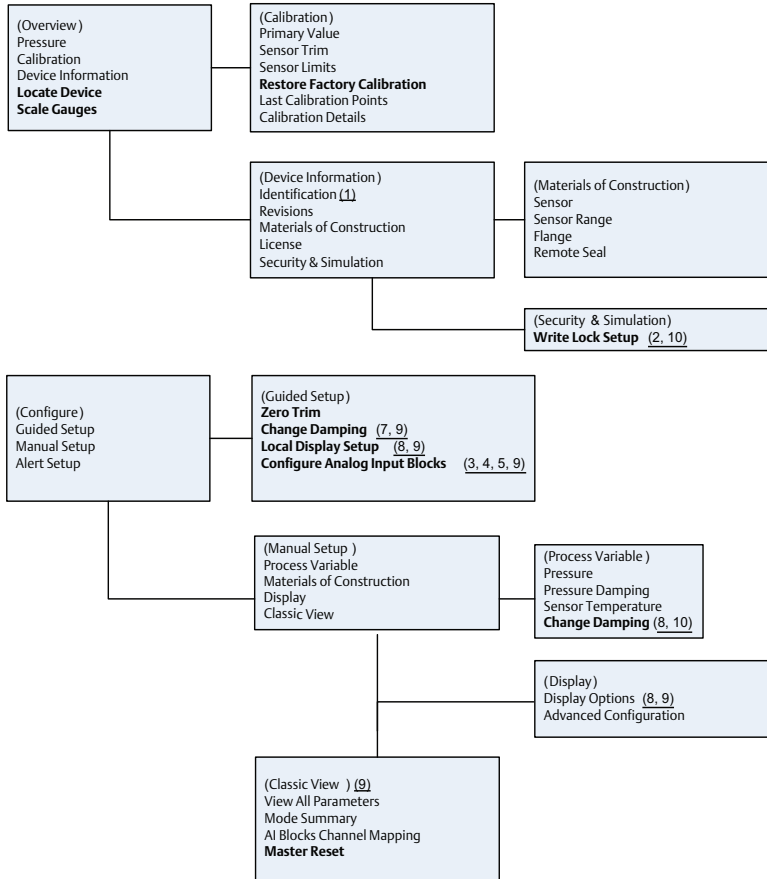 (Overview)
Pressure
Calibration
Device Information
Locate Device
Scale Gauges
(Calibration)
Primary Value
Sensor Trim
Sensor Limits
Restore Factory Calibration
Last Calibration Points
Calibration Details
(Device Information)
Identification (1)
Revisions
Materials of Construction
License
Security & Simulation
(Materials of Construction)
Sensor
Sensor Range
Flange
Remote Seal
(Security & Simulation)
Write Lock Setup (2, 10)
(Configure)
Guided Setup
Manual Setup
Alert Setup
(Guided Setup)
Zero Trim
Change Damping (7, 9)
Local Display Setup (8, 9)
Configure Analog Input Blocks (3, 4, 5, 9)
(Manual Setup )
Process Variable
Materials of Construction
Display
Classic View
(Process Variable )
Pressure
Pressure Damping
Sensor Temperature
Change Damping (8, 10)
(Display)
Display Options (8, 9)
Advanced Configuration
(Classic View ) (9)
View All Parameters
Mode Summary
AI Blocks Channel Mapping
Master Reset